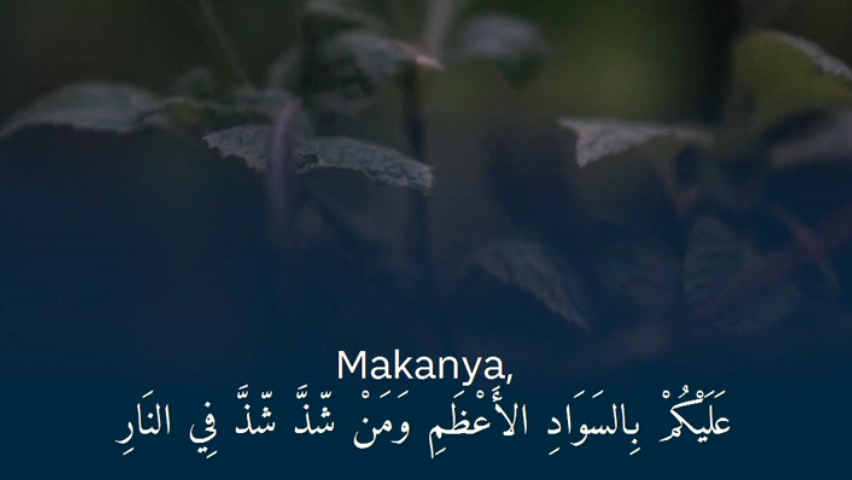 Makanya,
عَلَيْكُمْ بِالسَوَادِ الأَعْظَمِ وَمَنْ شّذَّ شّذَّ فِي النَارِ